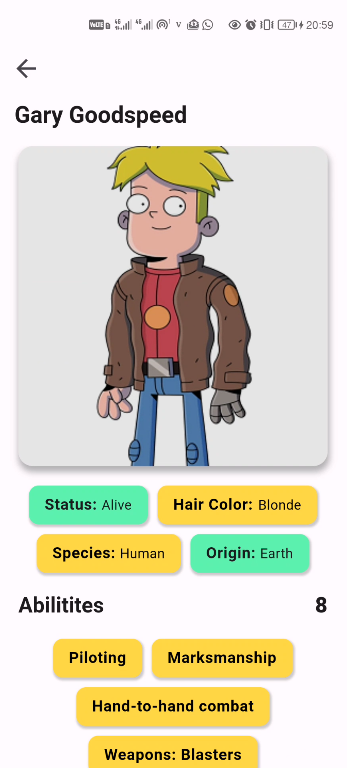 20:59
47
Gary Goodspeed
Status: Alive Hair Color: Blonde
Species: Human Origin: Earth
Abilitites 8
Piloting Marksmanship
Hand-to-hand combat
Weapons: Blasters